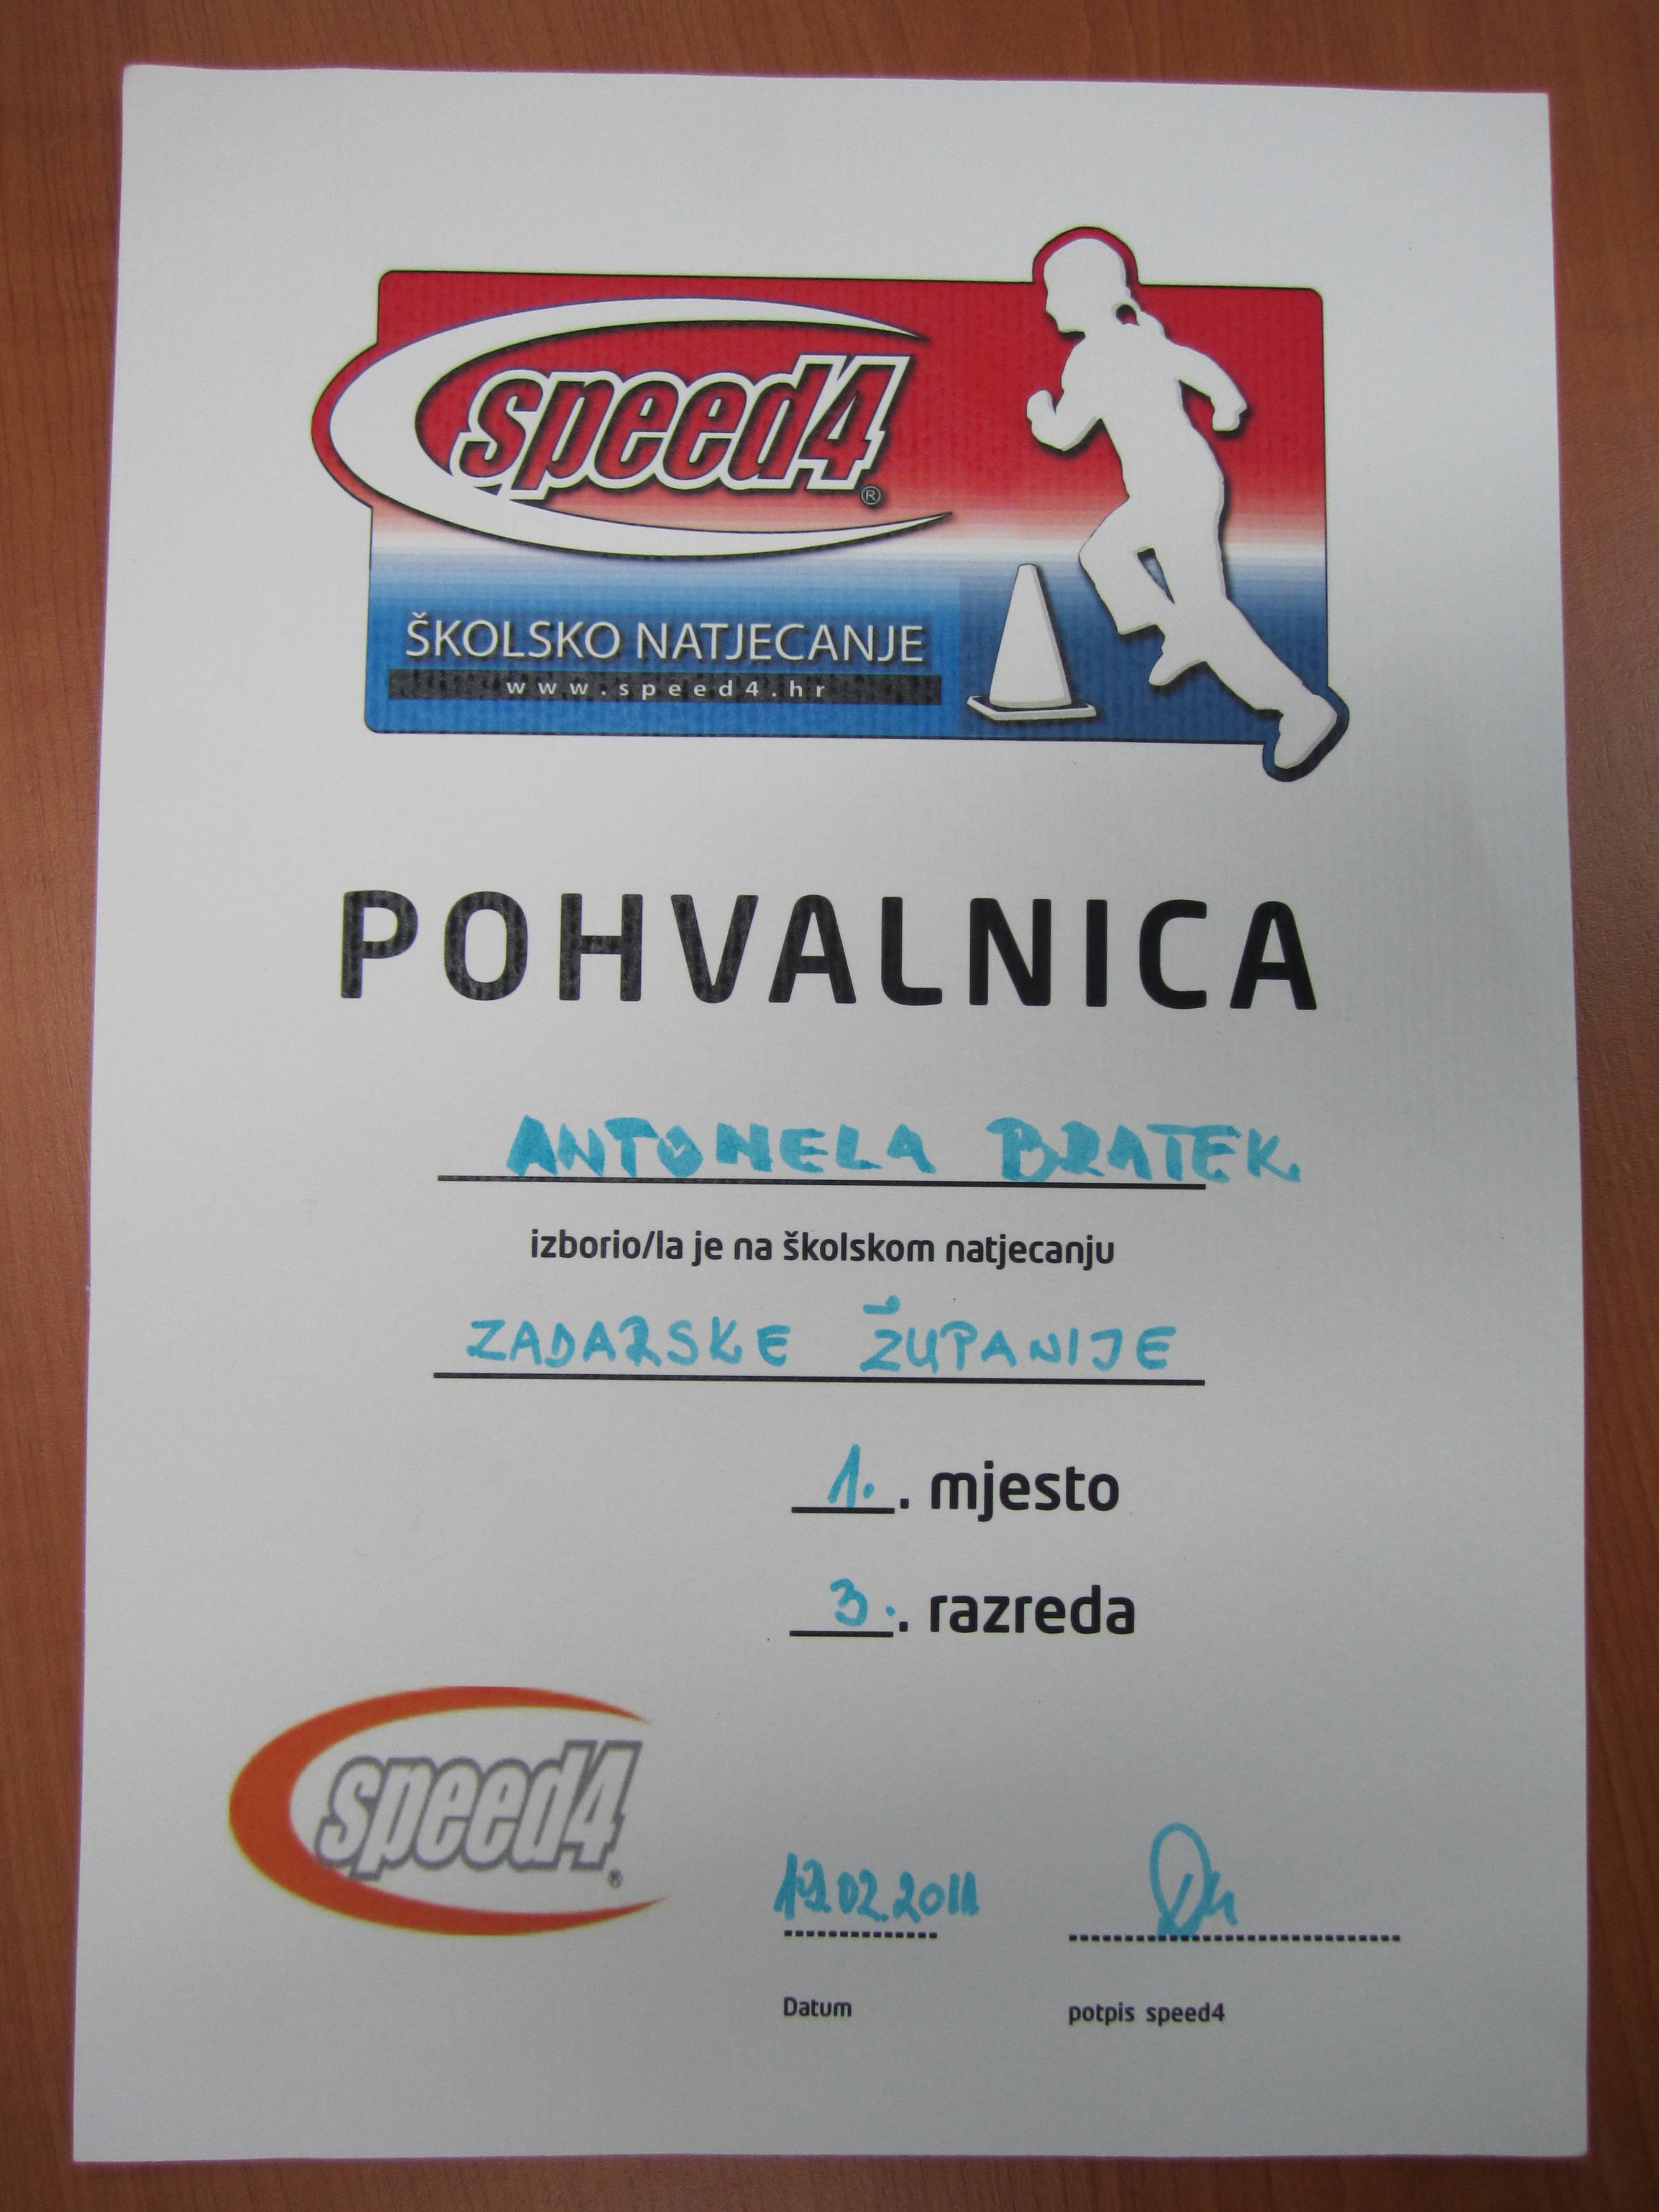 speed4®
ŠKOLSKO NATJECANJE
www.speed4.hr
POHVALNICA
ANTONELA BRATEK
izborio/la je na školskom natjecanju
ZADARSKE ŽUPANIJE
1.. mjesto
3.. razreda
speed4®
19.02.2011
Datum
potpis speed4